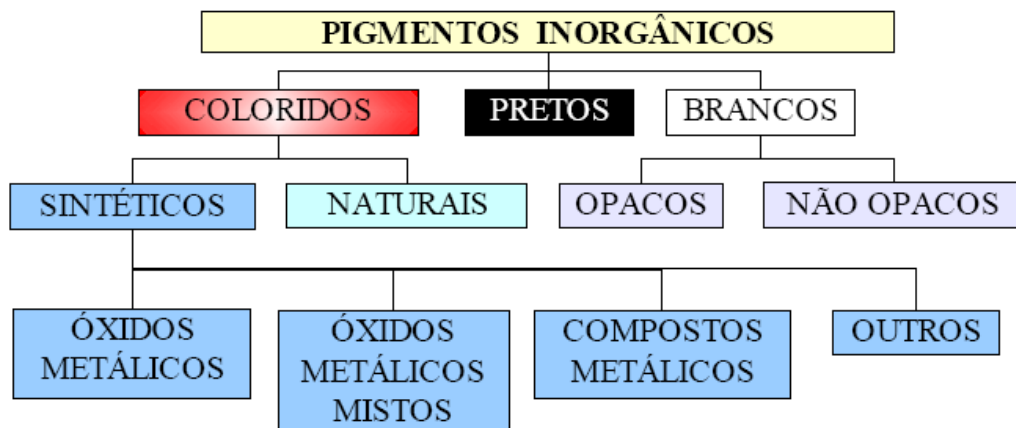 PIGMENTOS INORGÂNICOS
COLORIDOS
PRETOS
BRANCOS
SINTÉTICOS
NATURAIS
OPACOS
NÃO OPACOS
ÓXIDOS
METÁLICOS
ÓXIDOS
METÁLICOS
MISTOS
COMPOSTOS
METÁLICOS
OUTROS